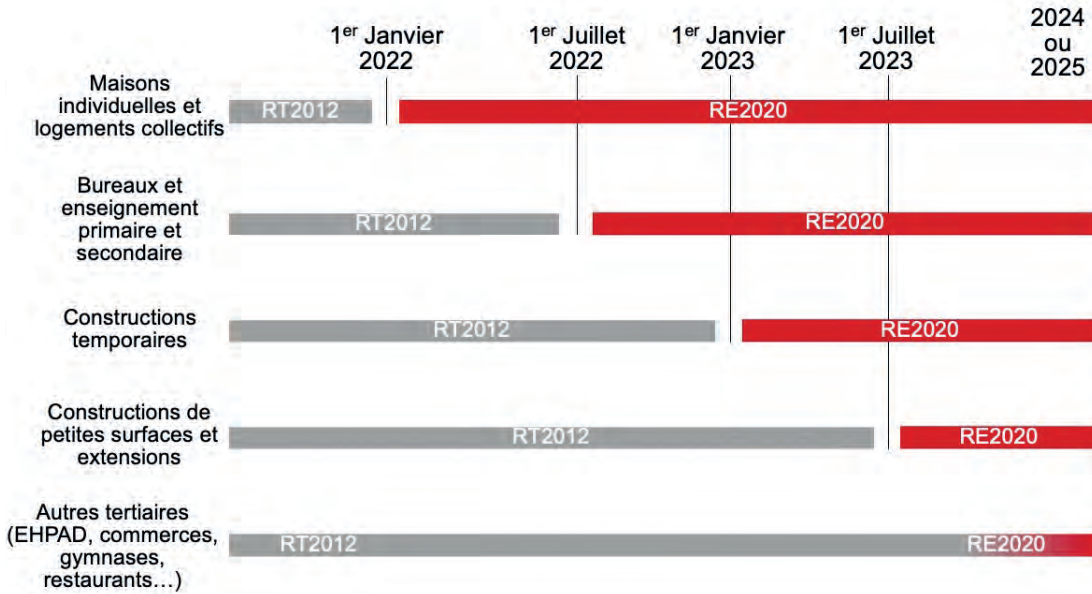 1er Janvier
2022
1er Juillet
2022
1er Janvier
2023
1er Juillet
2023
2024
ou
2025
Maisons
individuelles et
logements collectifs
RT2012
RE2020
Bureaux et
enseignement
primaire et
secondaire
RT2012
RE2020
Constructions
temporaires
RT2012
RE2020
Constructions de
petites surfaces et
extensions
RT2012
RE2020
Autres tertiaires
(EHPAD, commerces,
gymnases,
restaurants…)
RT2012
RE2020